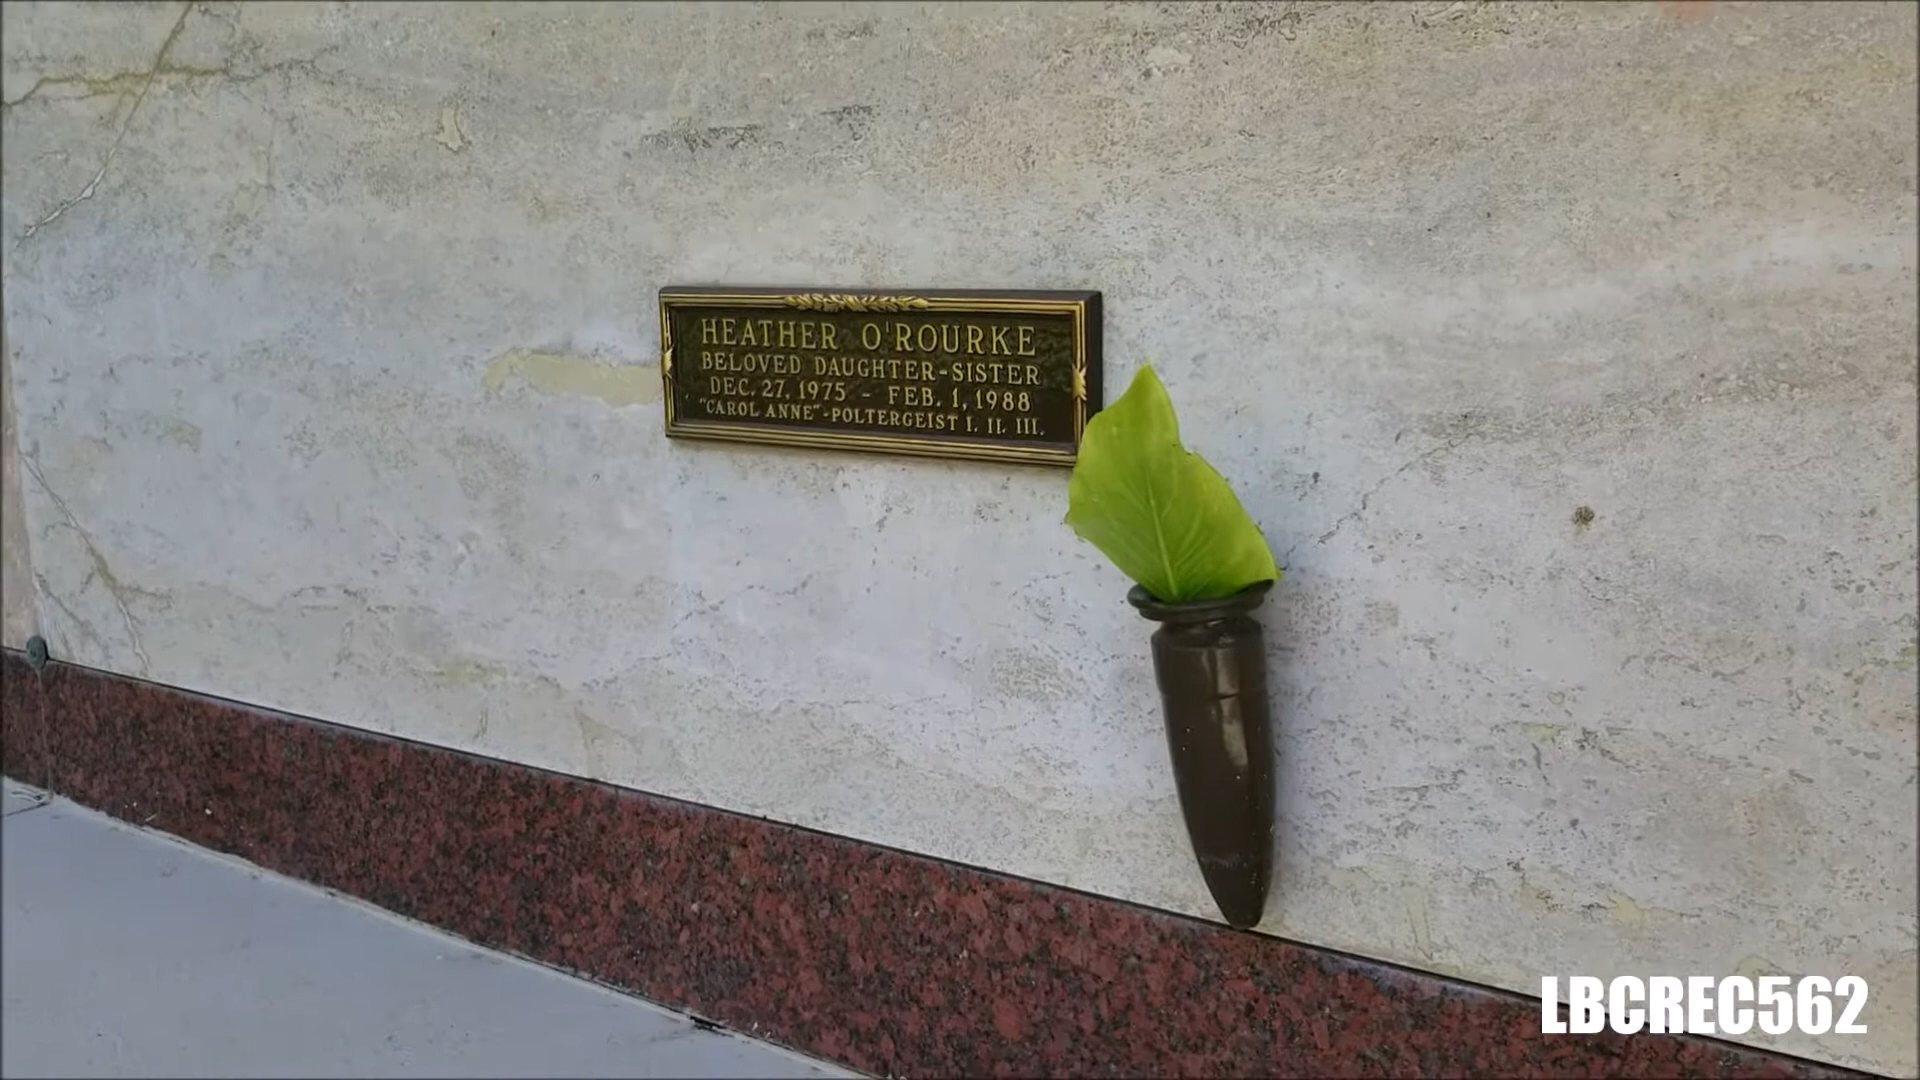 HEATHER O'ROURKE
BELOVED DAUGHTER-SISTER
DEC. 27, 1975 - FEB. 1, 1988
"CAROL ANNE"-POLTERGEIST I. II. III.
LBCREC562